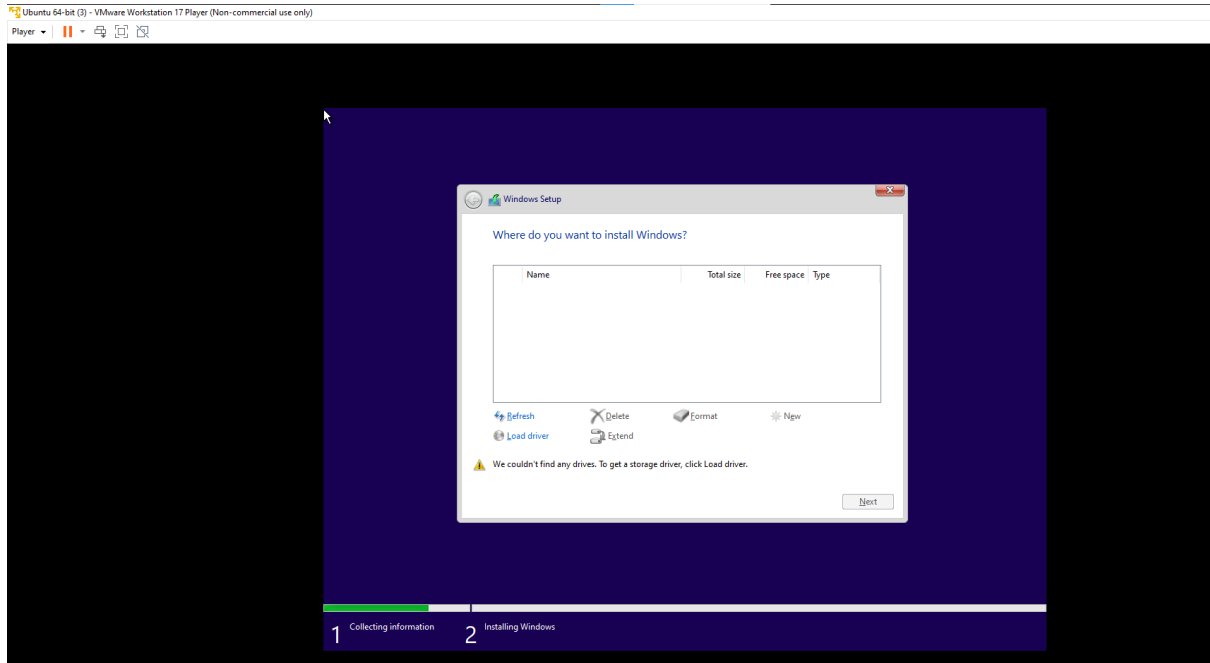 Ubuntu 64-bit (3) - VMware Workstation 17 Player (Non-commercial use only)
Player
Windows Setup
Where do you want to install Windows?
Name Total size Free space Type
Refresh Delete Format New
Load driver Extend
We couldn't find any drives. To get a storage driver, click Load driver.
Next
1 Collecting information 2 Installing Windows